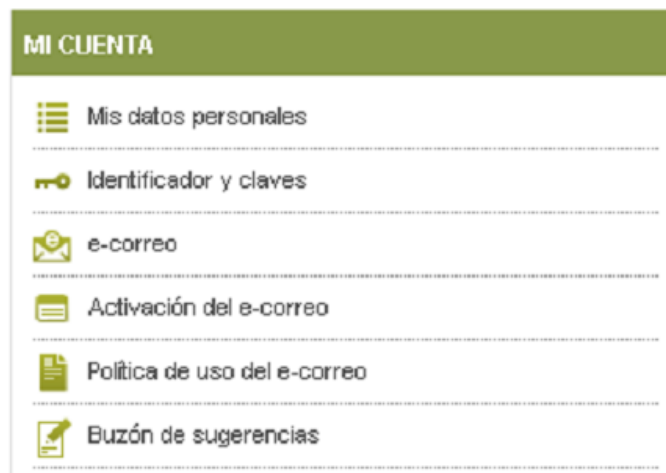 MI CUENTA
Mis datos personales
Identificador y claves
e-correo
Activación del e-correo
Política de uso del e-correo
Buzón de sugerencias